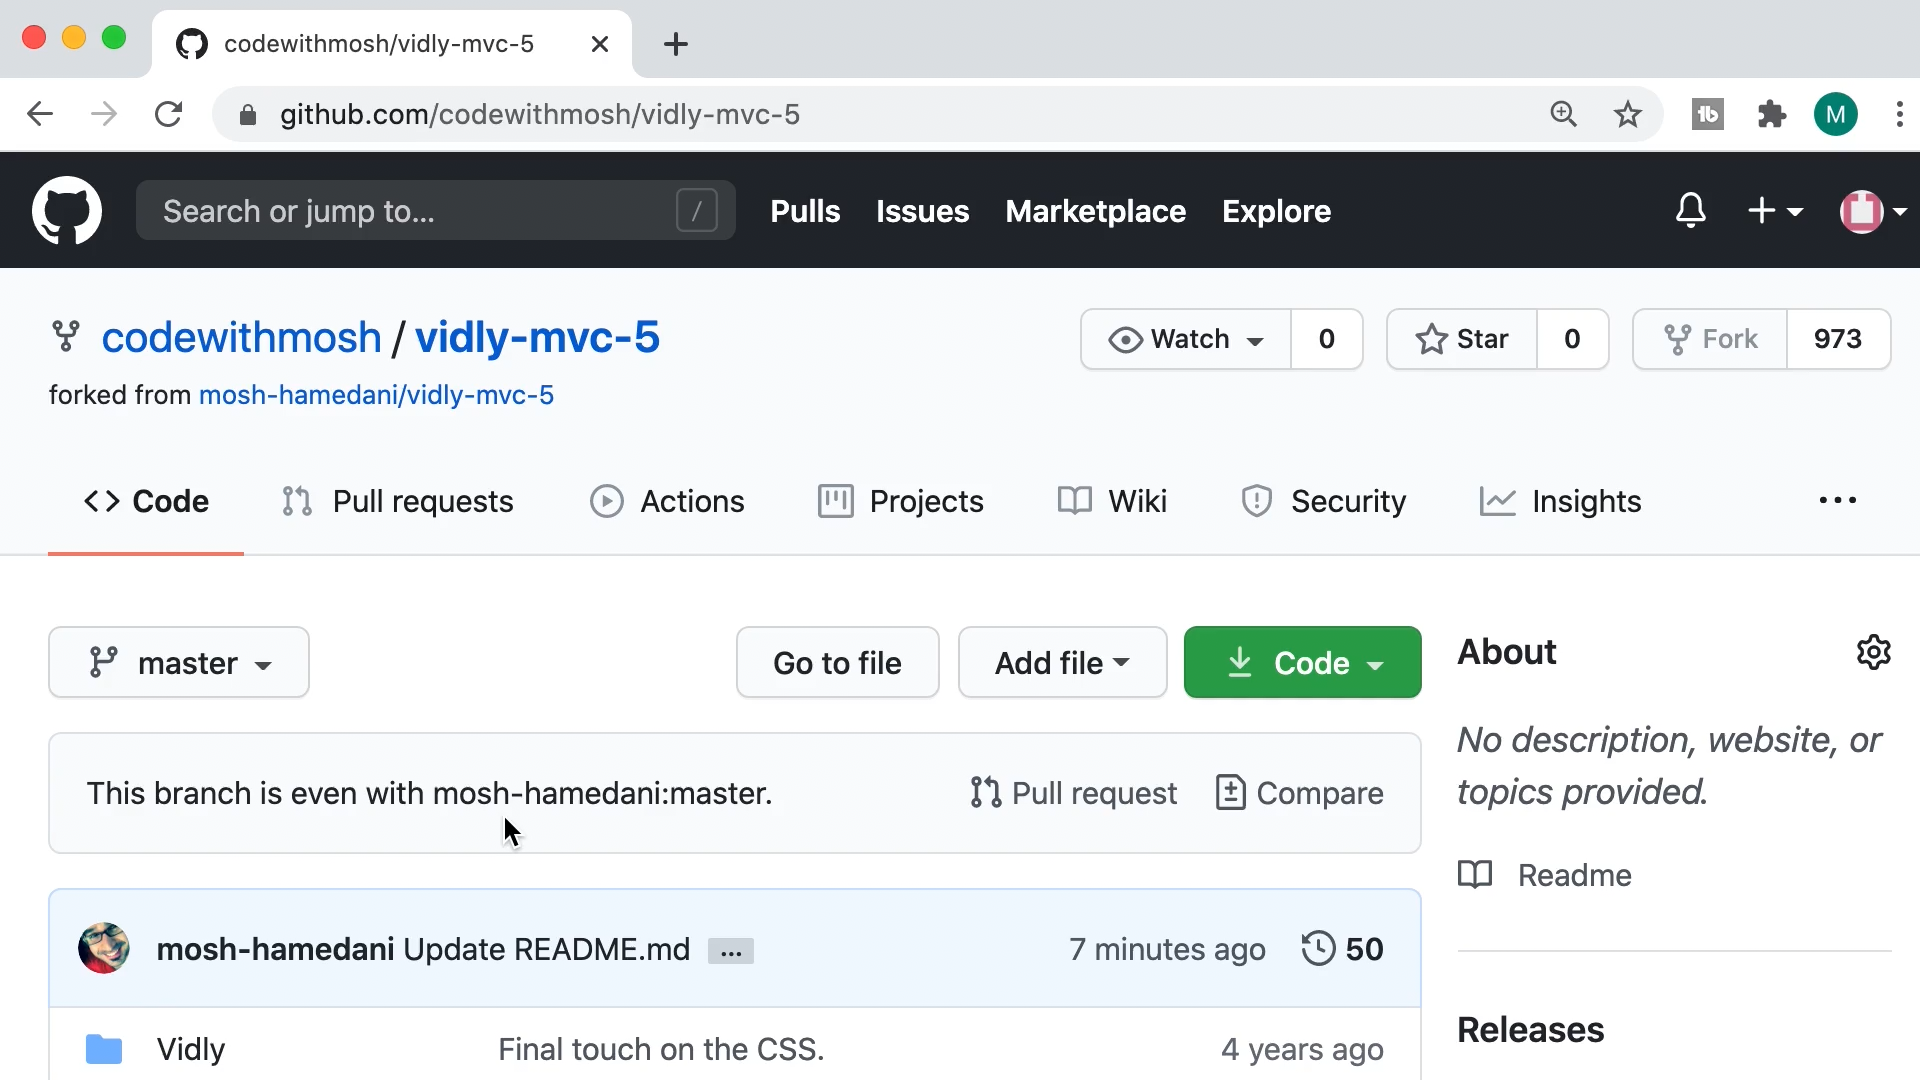 codewithmosh/vidly-mvc-5
github.com/codewithmosh/vidly-mvc-5
M
Search or jump to...
/
Pulls Issues Marketplace Explore
codewithmosh / vidly-mvc-5
Watch 0 Star 0 Fork 973
forked from mosh-hamedani/vidly-mvc-5
Code Pull requests Actions Projects Wiki Security Insights ...
master Go to file Add file Code
About
No description, website, or
topics provided.
This branch is even with mosh-hamedani:master. Pull request Compare
Readme
mosh-hamedani Update README.md ... 7 minutes ago 50
Vidly Final touch on the CSS. 4 years ago
Releases